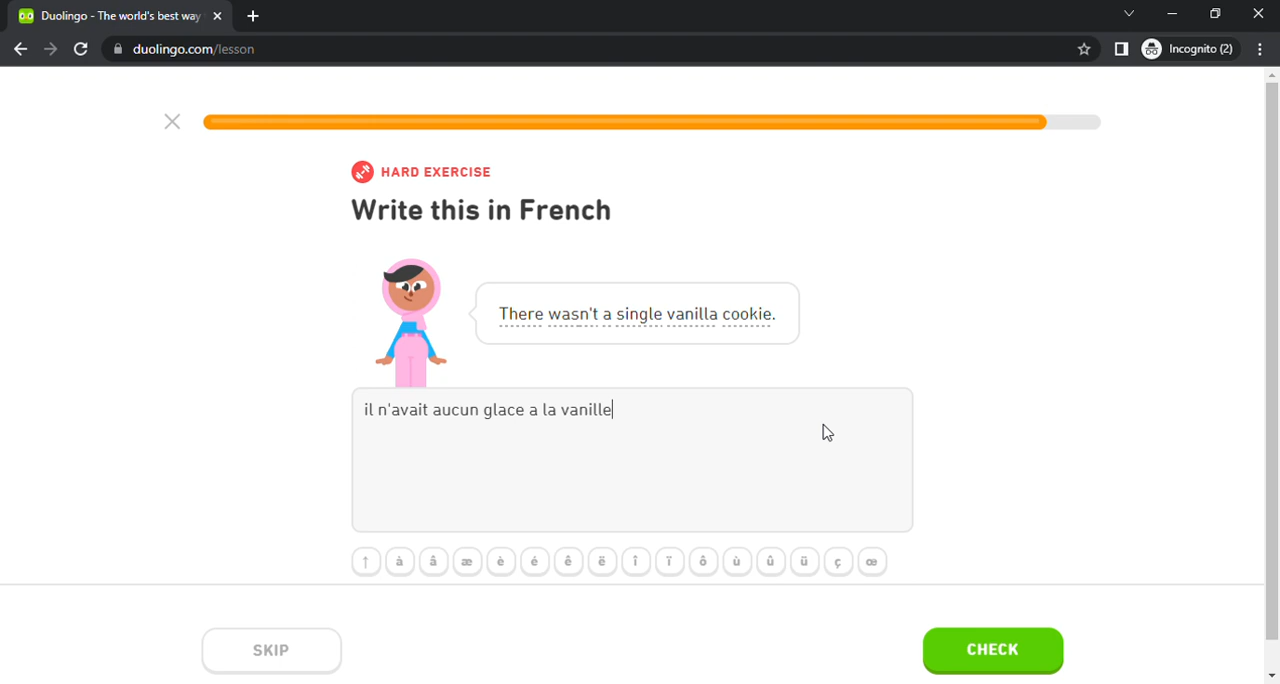 Duolingo - The world's best way
duolingo.com/lesson
Incognito (2)
HARD EXERCISE
Write this in French
There wasn't a single vanilla cookie.
il n'avait aucun glace a la vanille
↑ à â æ è é ê ë î ï ô ù û ü ç œ
SKIP
CHECK